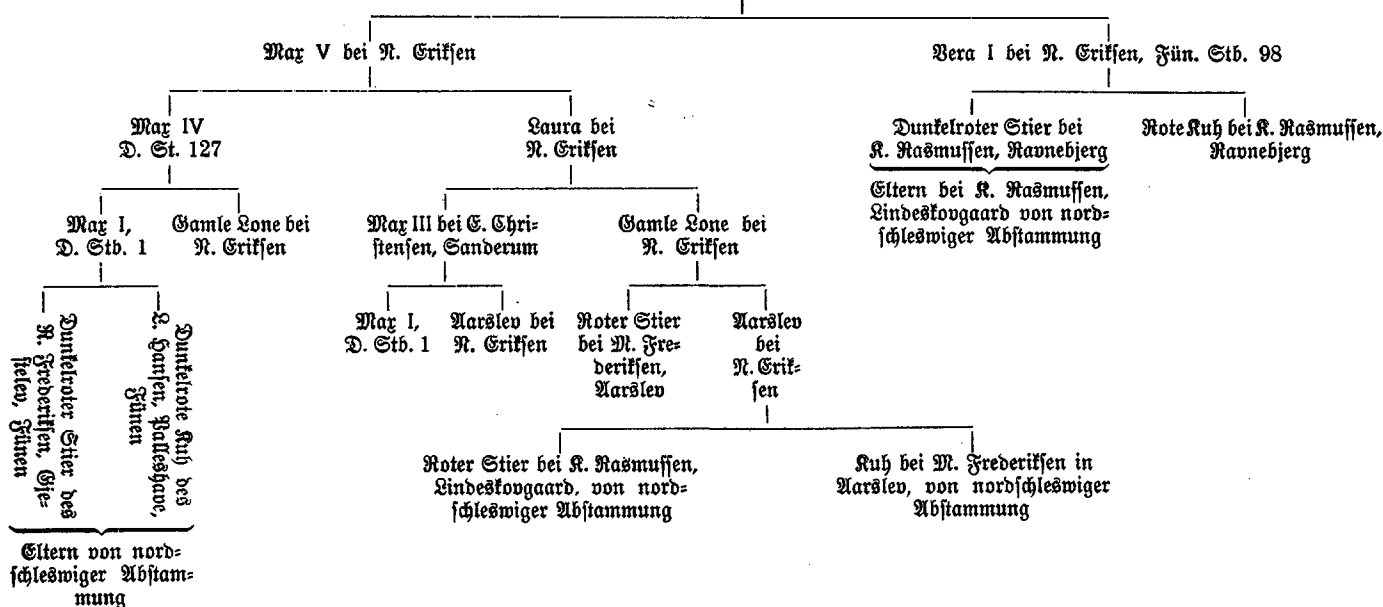 Max V bei N. Eriksen
Vera I bei N. Eriksen, Fün. Stb. 98
Max IV
D. St. 127
Laura bei
N. Eriksen
Dunkelroter Stier bei
K. Rasmussen, Ravnebjerg
Rote Kuh bei K. Rasmussen,
Ravnebjerg
Eltern bei K. Rasmussen,
Lindeskovgaard von nord-
schleswiger Abstammung
Max I,
D. Stb. 1
Gamle Lone bei
N. Eriksen
Max III bei E. Chri-
stensen, Sanderum
Gamle Lone bei
N. Eriksen
Dunkelroter Stier des
R. Frederiksen, Gje-
stelev, Fünen
Dunkelrote Kuh des
L. Hansen, Palleshave,
Fünen
Max I,
D. Stb. 1
Aarslev bei
N. Eriksen
Roter Stier
bei M. Fre-
deriksen,
Aarslev
Aarslev
bei
N. Erik-
sen
Roter Stier bei K. Rasmussen,
Lindeskovgaard, von nord-
schleswiger Abstammung
Kuh bei M. Frederiksen in
Aarslev, von nordschleswiger
Abstammung
Eltern von nord-
schleswiger Abstam-
mung